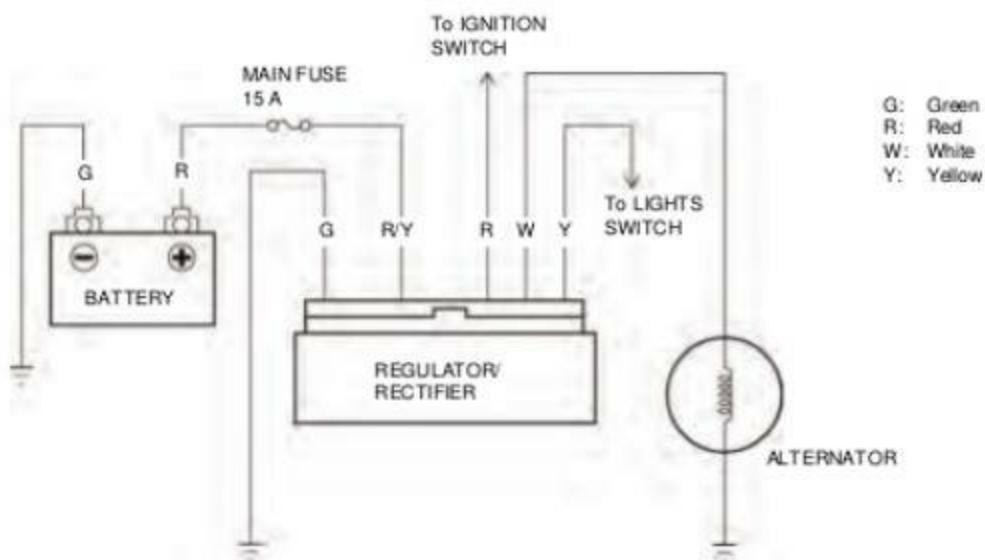 To IGNITION
SWITCH
MAIN FUSE
15 A
G: Green
R: Red
W: White
Y: Yellow
G
R
To LIGHTS
SWITCH
G
R/Y
R
W
Y
BATTERY
REGULATOR/
RECTIFIER
ALTERNATOR